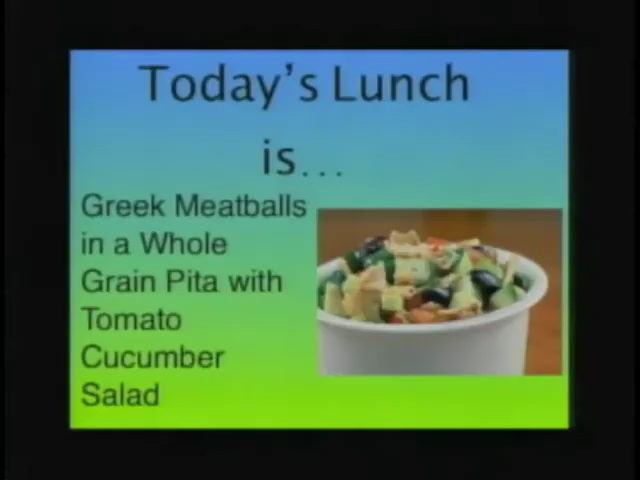 Today's Lunch
is...
Greek Meatballs
in a Whole
Grain Pita with
Tomato
Cucumber
Salad